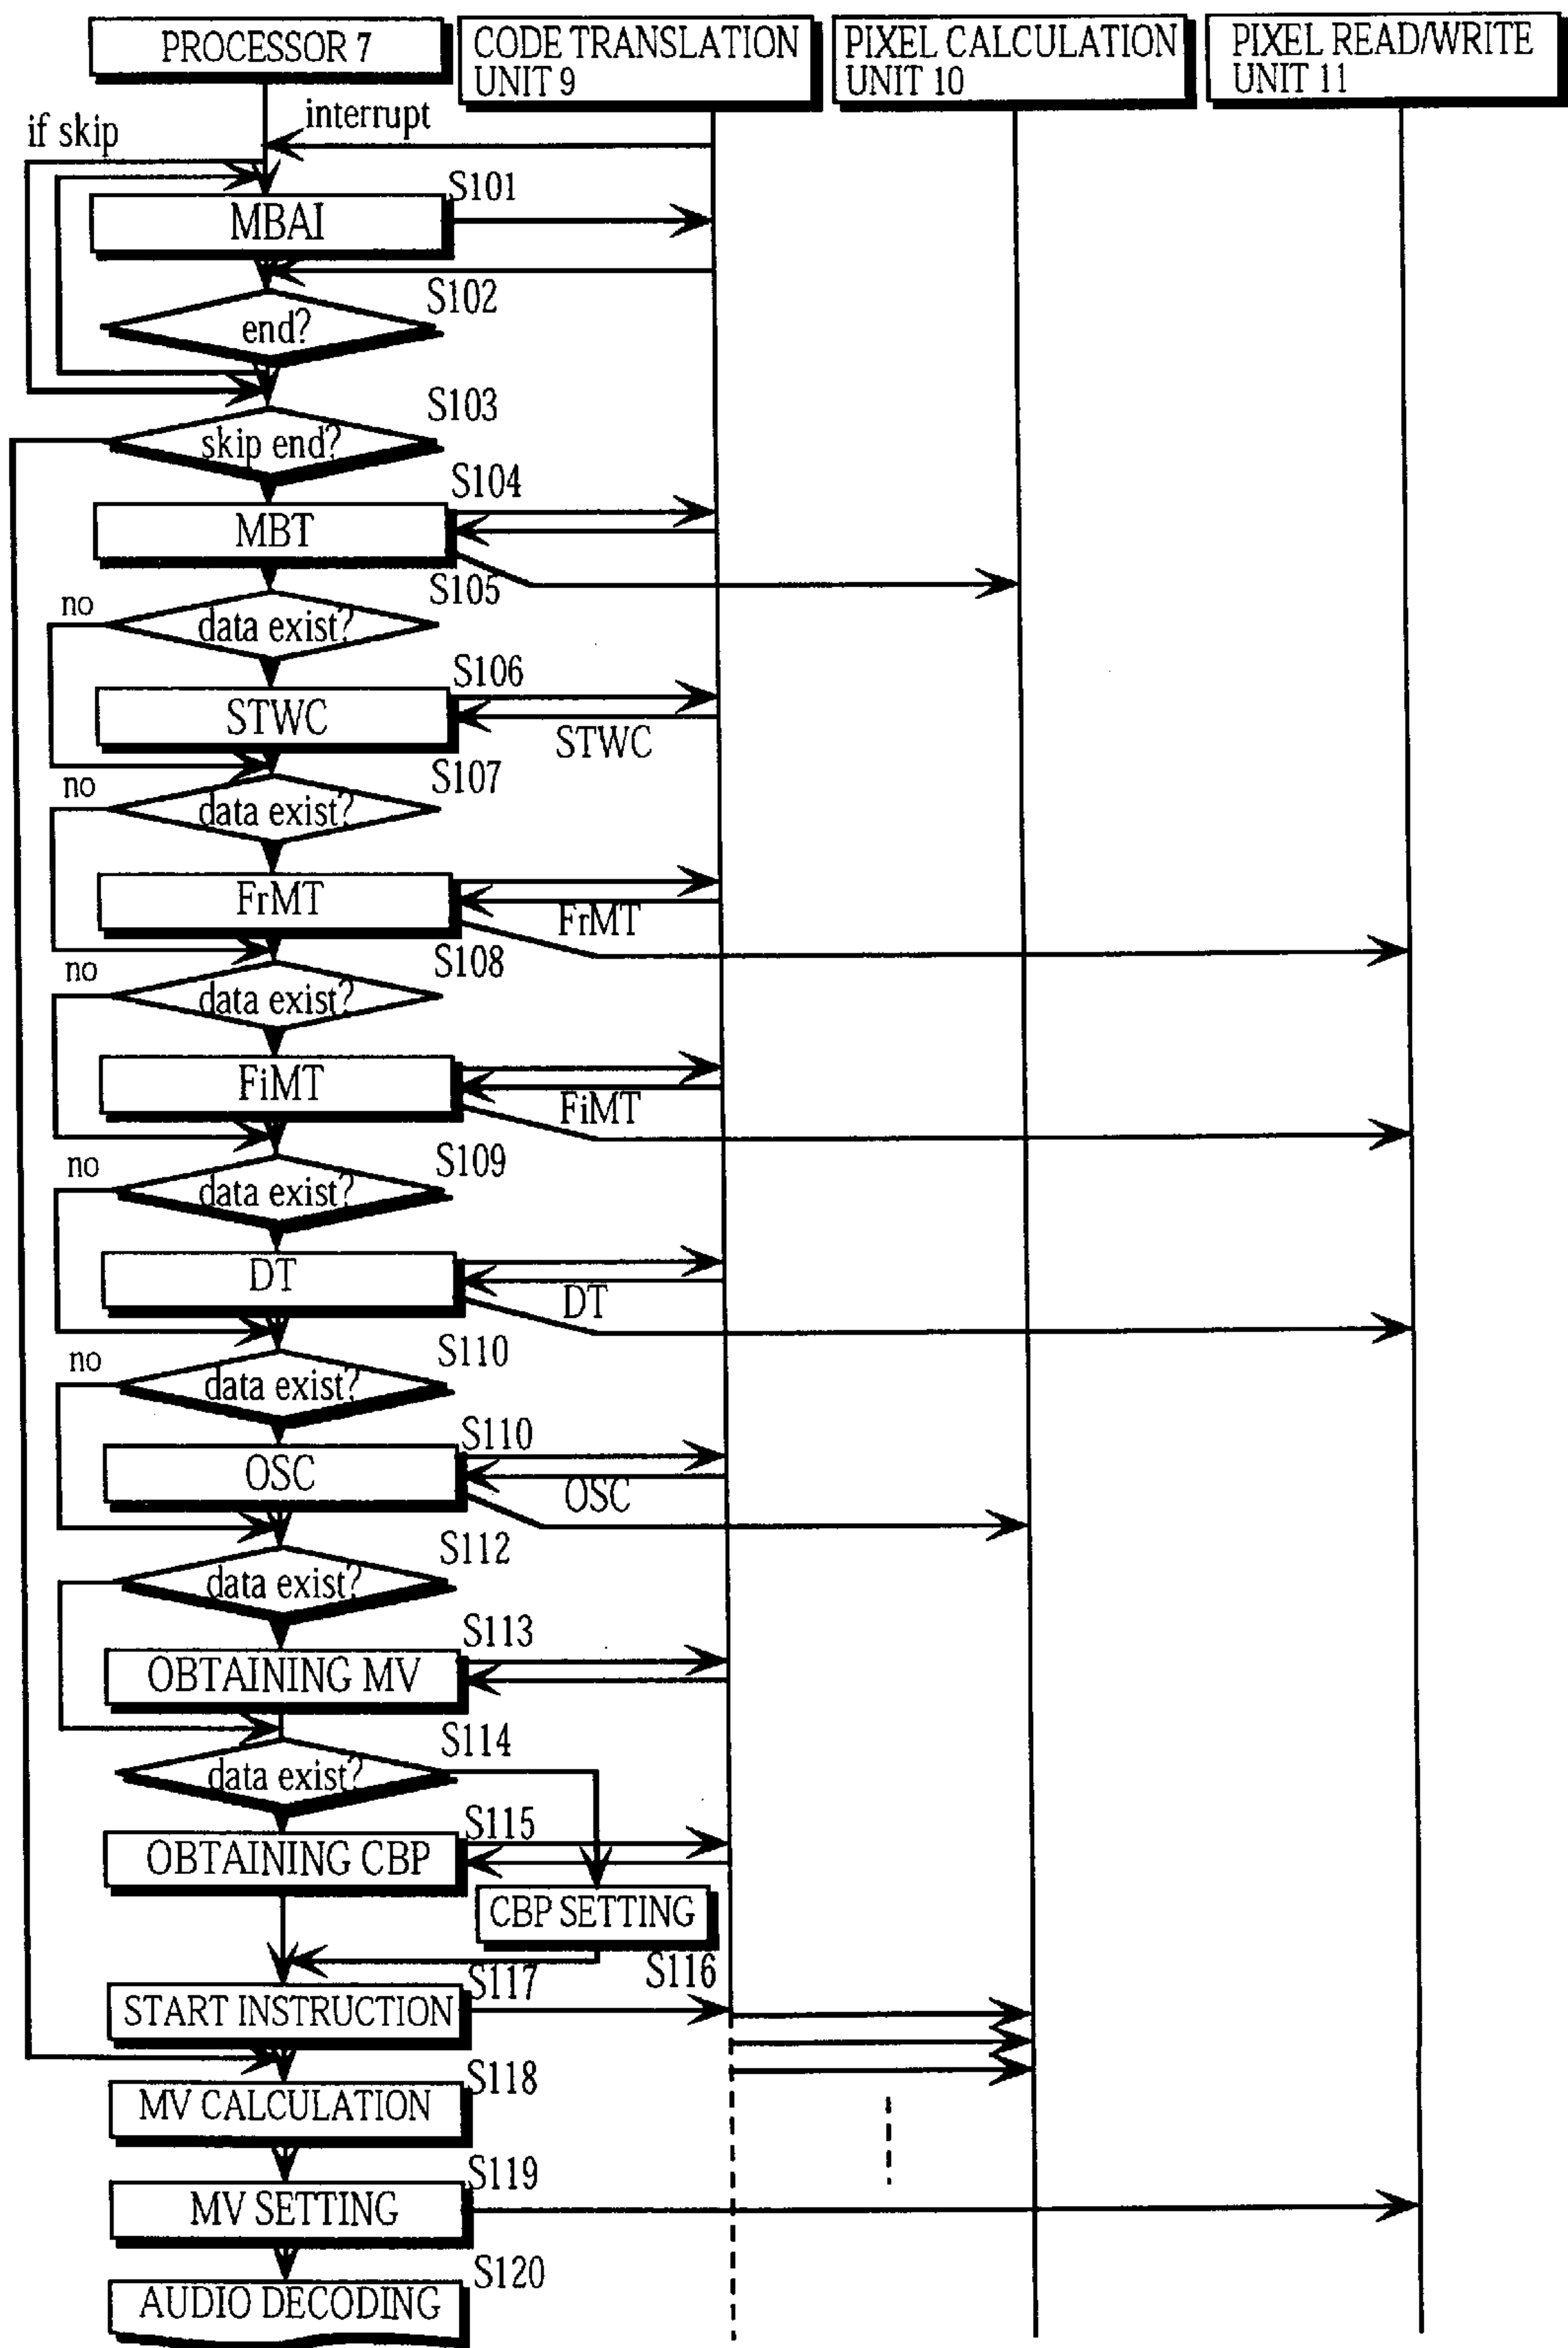 PROCESSOR 7
CODE TRANSLATION
UNIT 9
PIXEL CALCULATION
UNIT 10
PIXEL READ/WRITE
UNIT 11
if skip
interrupt
S101
MBAI
S102
end?
S103
skip end?
S104
MBT
S105
no
data exist?
S106
STWC
STWC
S107
no
data exist?
FrMT
FrMT
S108
no
data exist?
FiMT
FiMT
S109
no
data exist?
DT
DT
S110
no
data exist?
S110
OSC
OSC
S112
data exist?
S113
OBTAINING MV
S114
data exist?
S115
OBTAINING CBP
CBP SETTING
S116
S117
START INSTRUCTION
S118
MV CALCULATION
S119
MV SETTING
S120
AUDIO DECODING